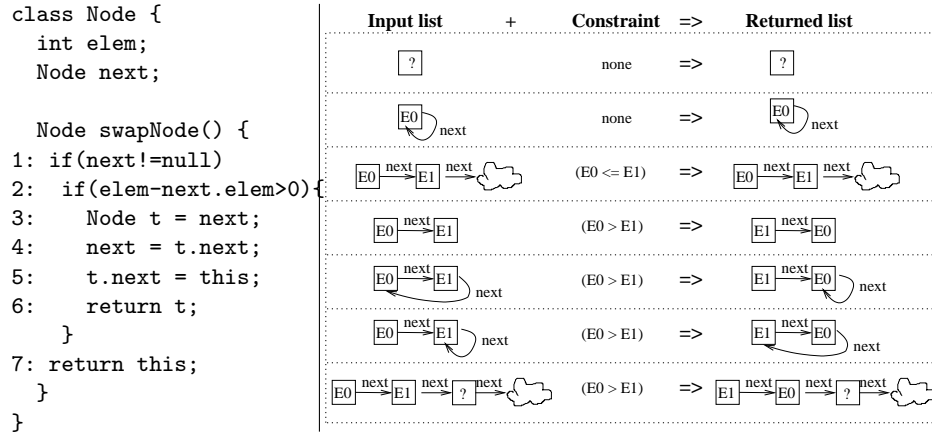 class Node {
int elem;
Node next;
Node swapNode() {
1: if(next!=null)
2: if(elem-next.elem>0){
3: Node t = next;
4: next = t.next;
5: t.next = this;
6: return t;
}
7: return this;
}
}
Input list + Constraint => Returned list
? none => ?
E0 next none => E0 next
E0 next E1 next (E0 <= E1) => E0 next E1 next
E0 next E1 (E0 > E1) => E1 next E0
E0 next E1 next (E0 > E1) => E1 next E0 next
E0 next E1 next (E0 > E1) => E1 next E0 next
E0 next E1 next ? next (E0 > E1) => E1 next E0 next ? next